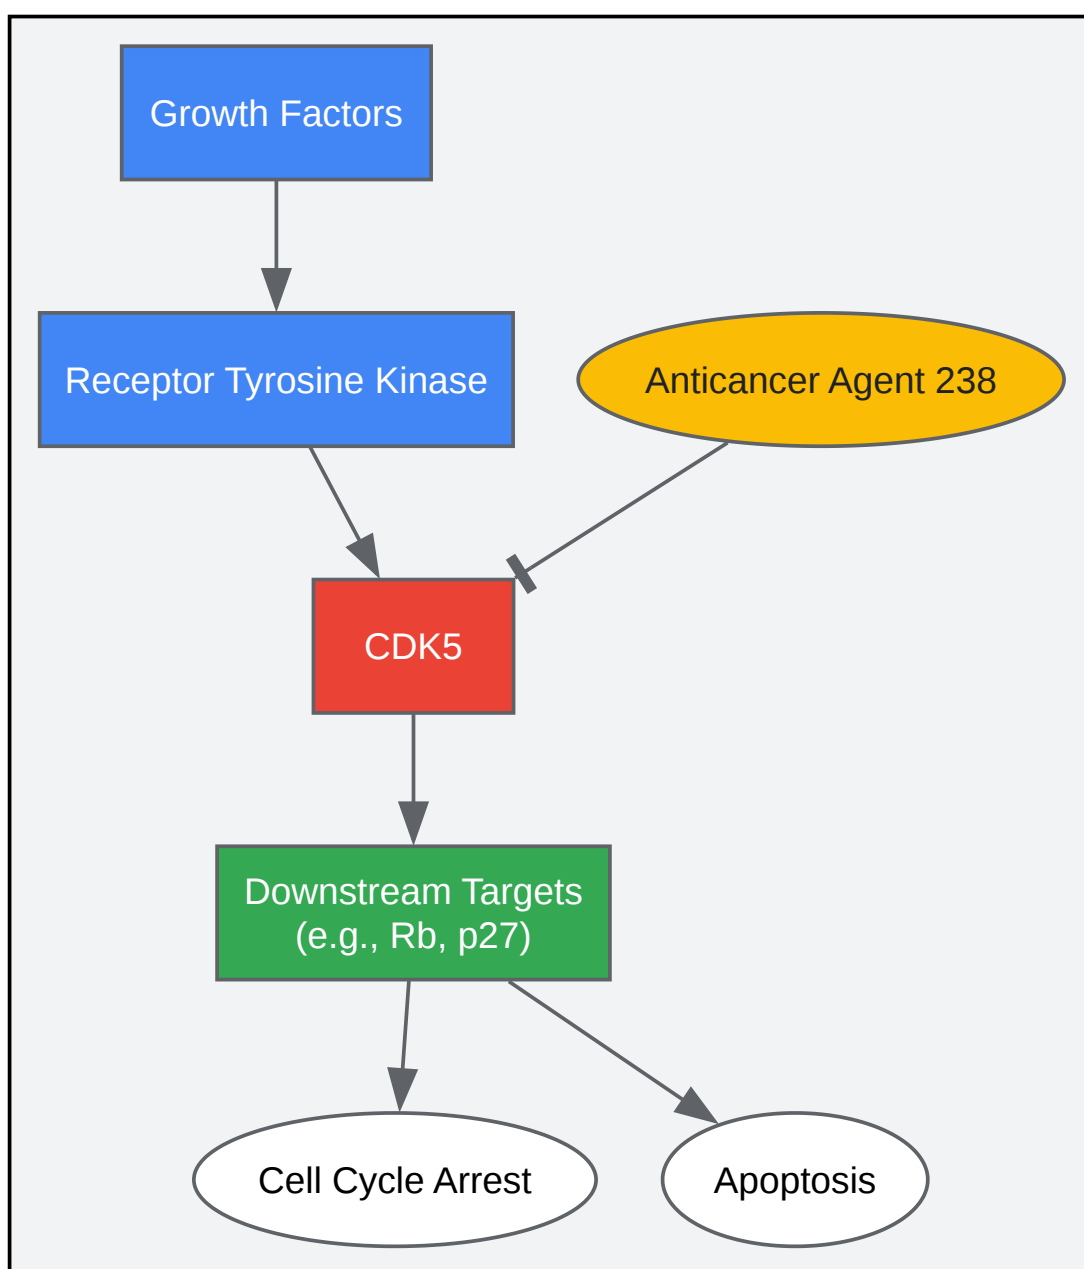 Growth Factors
Receptor Tyrosine Kinase
Anticancer Agent 238
CDK5
Downstream Targets
(e.g., Rb, p27)
Cell Cycle Arrest
Apoptosis